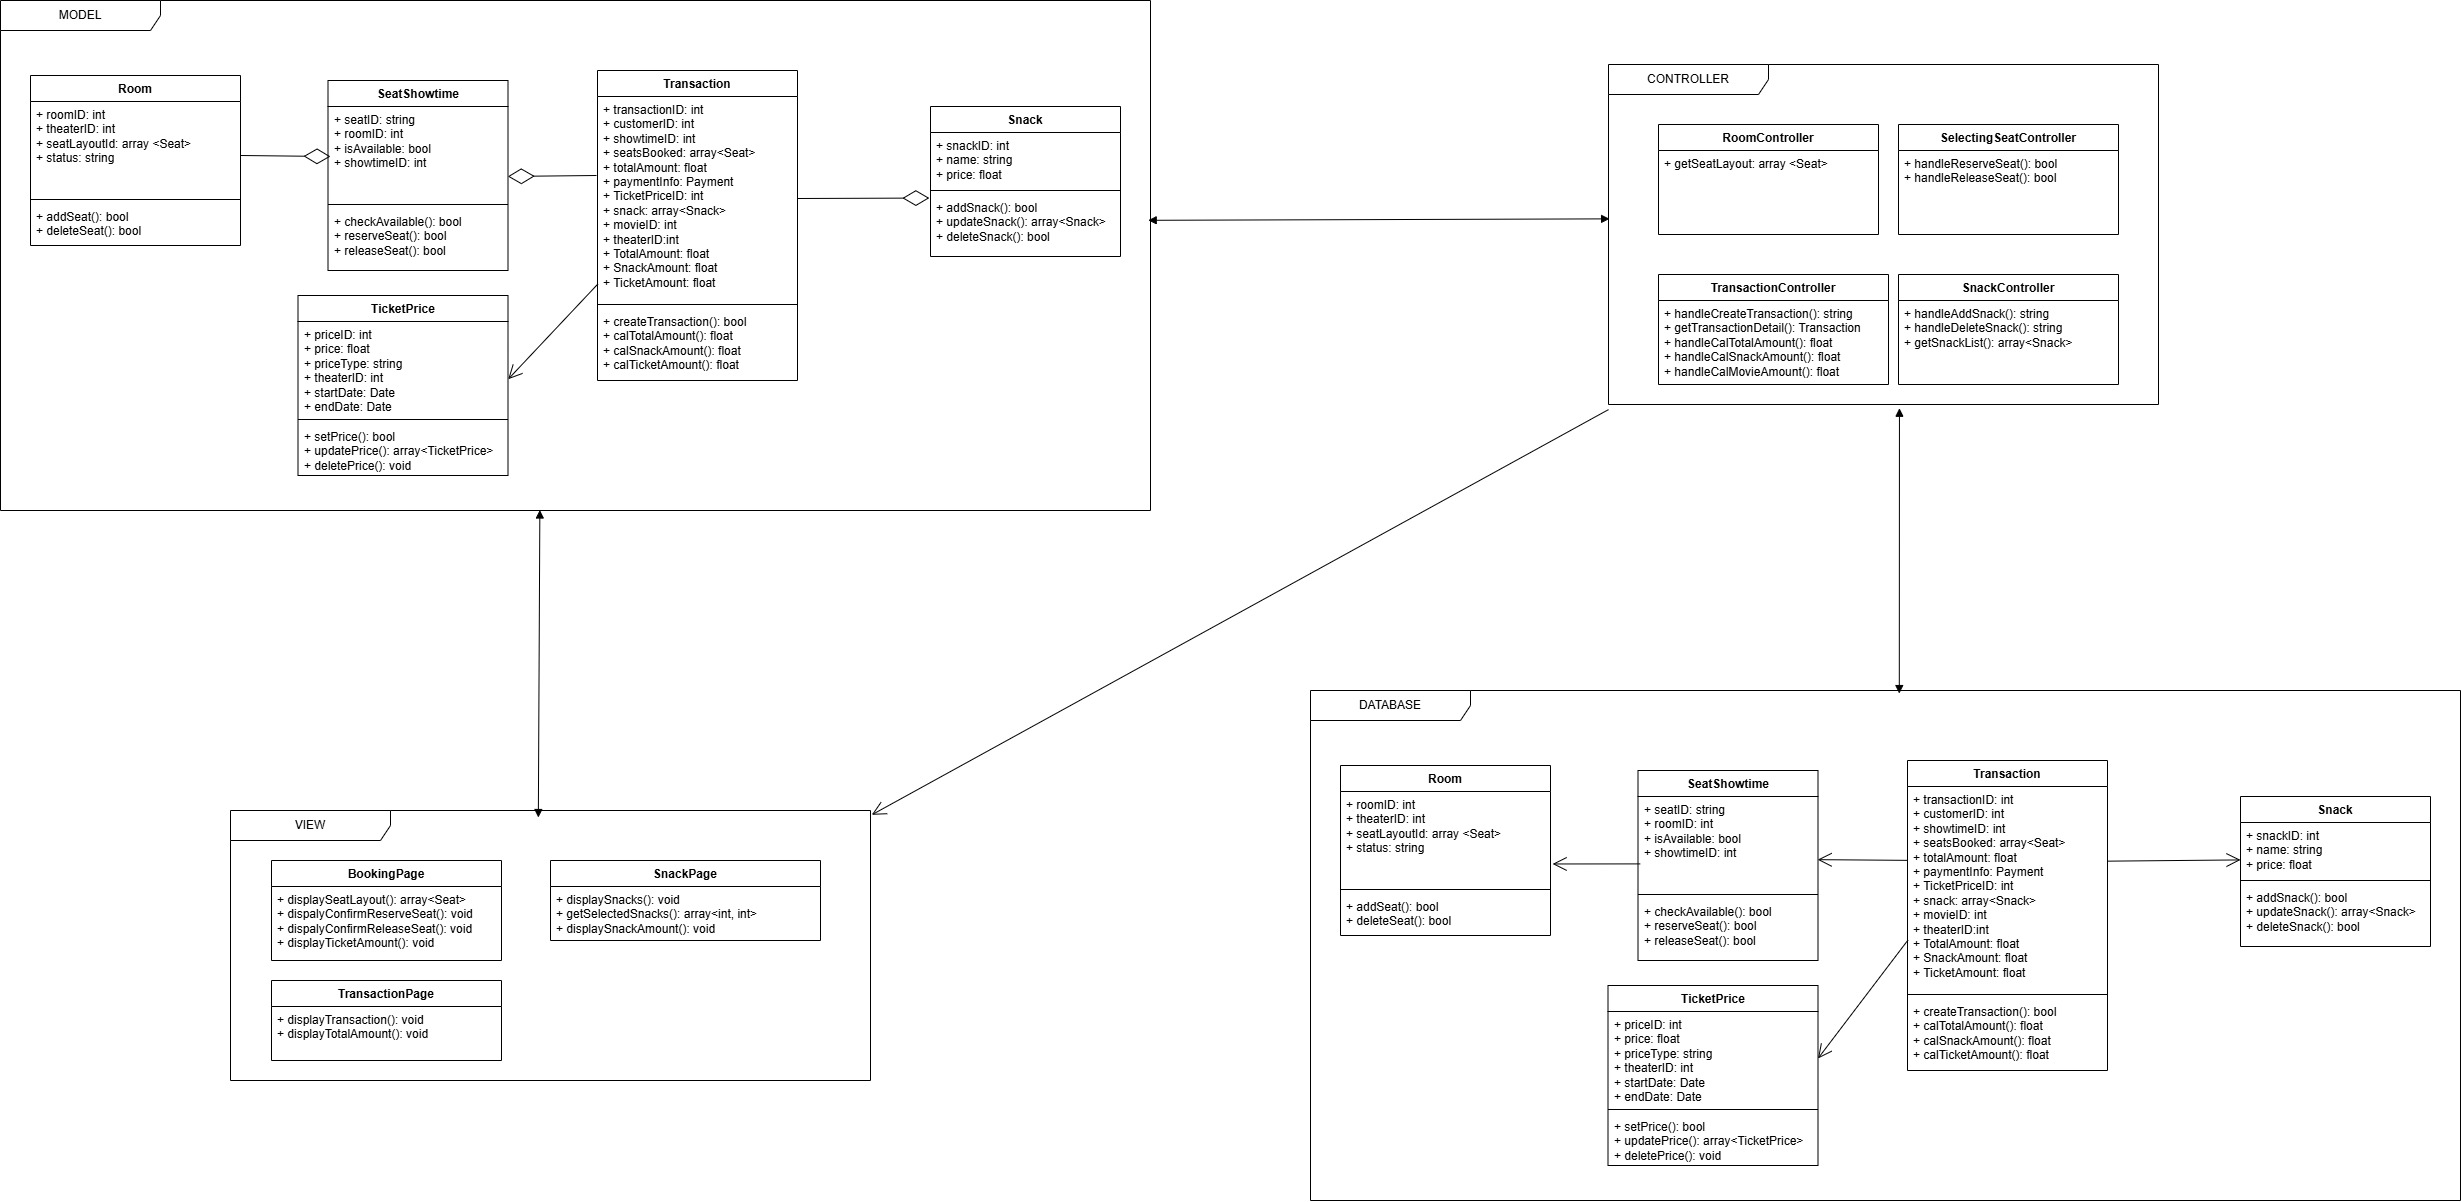 MODEL
Room
+ roomID: int
+ theaterID: int
+ seatLayoutId: array <Seat>
+ status: string
+ addSeat(): bool
+ deleteSeat(): bool
SeatShowtime
+ seatID: string
+ roomID: int
+ isAvailable: bool
+ showtimeID: int
+ checkAvailable(): bool
+ reserveSeat(): bool
+ releaseSeat(): bool
Transaction
+ transactionID: int
+ customerID: int
+ showtimeID: int
+ seatsBooked: array<Seat>
+ totalAmount: float
+ paymentInfo: Payment
+ TicketPriceID: int
+ snack: array<Snack>
+ movieID: int
+ theaterID:int
+ TotalAmount: float
+ SnackAmount: float
+ TicketAmount: float
+ createTransaction(): bool
+ calTotalAmount(): float
+ calSnackAmount(): float
+ calTicketAmount(): float
Snack
+ snackID: int
+ name: string
+ price: float
+ addSnack(): bool
+ updateSnack(): array<Snack>
+ deleteSnack(): bool
TicketPrice
+ priceID: int
+ price: float
+ priceType: string
+ theaterID: int
+ startDate: Date
+ endDate: Date
+ setPrice(): bool
+ updatePrice(): array<TicketPrice>
+ deletePrice(): void
CONTROLLER
RoomController
+ getSeatLayout: array <Seat>
SelectingSeatController
+ handleReserveSeat(): bool
+ handleReleaseSeat(): bool
TransactionController
+ handleCreateTransaction(): string
+ getTransactionDetail(): Transaction
+ handleCalTotalAmount(): float
+ handleCalSnackAmount(): float
+ handleCalMovieAmount(): float
SnackController
+ handleAddSnack(): string
+ handleDeleteSnack(): string
+ getSnackList(): array<Snack>
VIEW
BookingPage
+ displaySeatLayout(): array<Seat>
+ dispalyConfirmReserveSeat(): void
+ dispalyConfirmReleaseSeat(): void
+ displayTicketAmount(): void
SnackPage
+ displaySnacks(): void
+ getSelectedSnacks(): array<int, int>
+ displaySnackAmount(): void
TransactionPage
+ displayTransaction(): void
+ displayTotalAmount(): void
DATABASE
Room
+ roomID: int
+ theaterID: int
+ seatLayoutId: array <Seat>
+ status: string
+ addSeat(): bool
+ deleteSeat(): bool
SeatShowtime
+ seatID: string
+ roomID: int
+ isAvailable: bool
+ showtimeID: int
+ checkAvailable(): bool
+ reserveSeat(): bool
+ releaseSeat(): bool
Transaction
+ transactionID: int
+ customerID: int
+ showtimeID: int
+ seatsBooked: array<Seat>
+ totalAmount: float
+ paymentInfo: Payment
+ TicketPriceID: int
+ snack: array<Snack>
+ movieID: int
+ theaterID:int
+ TotalAmount: float
+ SnackAmount: float
+ TicketAmount: float
+ createTransaction(): bool
+ calTotalAmount(): float
+ calSnackAmount(): float
+ calTicketAmount(): float
Snack
+ snackID: int
+ name: string
+ price: float
+ addSnack(): bool
+ updateSnack(): array<Snack>
+ deleteSnack(): bool
TicketPrice
+ priceID: int
+ price: float
+ priceType: string
+ theaterID: int
+ startDate: Date
+ endDate: Date
+ setPrice(): bool
+ updatePrice(): array<TicketPrice>
+ deletePrice(): void